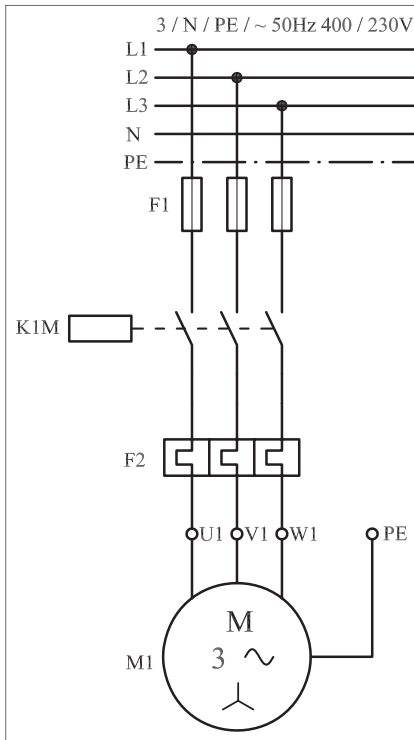 3 / N / PE / ~ 50Hz 400 / 230V
L1
L2
L3
N
PE
F1
K1M
F2
U1 V1 W1 PE
M
M1 3 ~